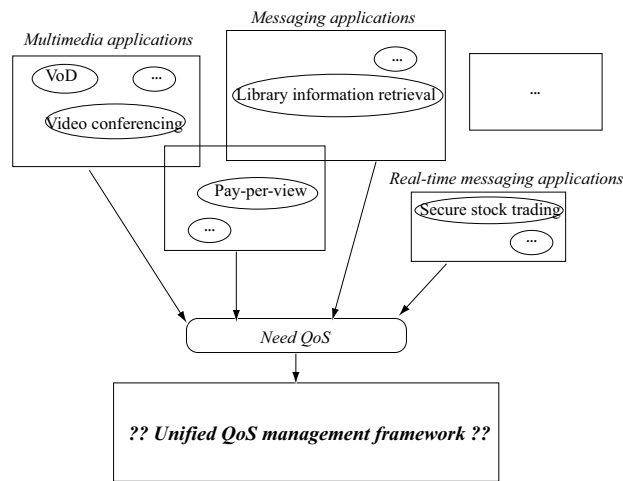 Messaging applications
Multimedia applications
VoD
...
...
Library information retrieval
...
Video conferencing
Pay-per-view
...
Real-time messaging applications
Secure stock trading
...
Need QoS
?? Unified QoS management framework ??